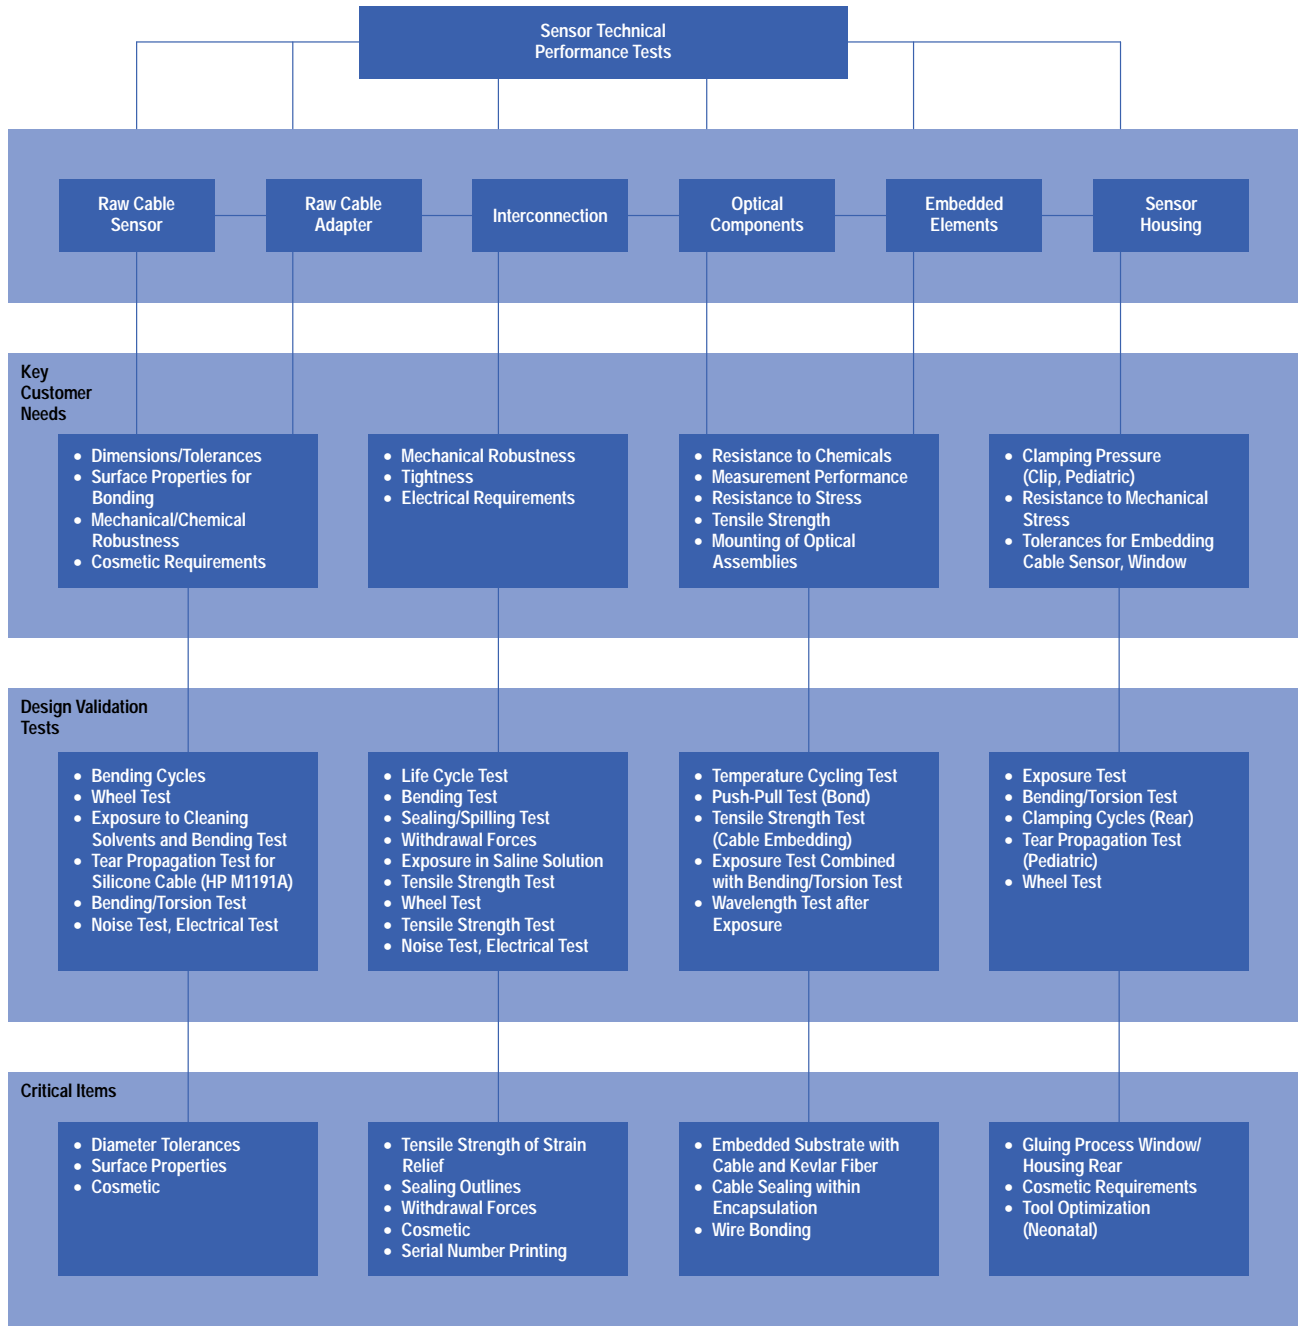 Sensor Technical
Performance Tests
Raw Cable
Sensor
Raw Cable
Adapter
Interconnection
Optical
Components
Embedded
Elements
Sensor
Housing
Key
Customer
Needs
• Dimensions/Tolerances
• Surface Properties for
Bonding
• Mechanical/Chemical
Robustness
• Cosmetic Requirements
• Mechanical Robustness
• Tightness
• Electrical Requirements
• Resistance to Chemicals
• Measurement Performance
• Resistance to Stress
• Tensile Strength
• Mounting of Optical
Assemblies
• Clamping Pressure
(Clip, Pediatric)
• Resistance to Mechanical
Stress
• Tolerances for Embedding
Cable Sensor, Window
Design Validation
Tests
• Bending Cycles
• Wheel Test
• Exposure to Cleaning
Solvents and Bending Test
• Tear Propagation Test for
Silicone Cable (HP M1191A)
• Bending/Torsion Test
• Noise Test, Electrical Test
• Life Cycle Test
• Bending Test
• Sealing/Spilling Test
• Withdrawal Forces
• Exposure in Saline Solution
• Tensile Strength Test
• Wheel Test
• Tensile Strength Test
• Noise Test, Electrical Test
• Temperature Cycling Test
• Push-Pull Test (Bond)
• Tensile Strength Test
(Cable Embedding)
• Exposure Test Combined
with Bending/Torsion Test
• Wavelength Test after
Exposure
• Exposure Test
• Bending/Torsion Test
• Clamping Cycles (Rear)
• Tear Propagation Test
(Pediatric)
• Wheel Test
Critical Items
• Diameter Tolerances
• Surface Properties
• Cosmetic
• Tensile Strength of Strain
Relief
• Sealing Outlines
• Withdrawal Forces
• Cosmetic
• Serial Number Printing
• Embedded Substrate with
Cable and Kevlar Fiber
• Cable Sealing within
Encapsulation
• Wire Bonding
• Gluing Process Window/
Housing Rear
• Cosmetic Requirements
• Tool Optimization
(Neonatal)